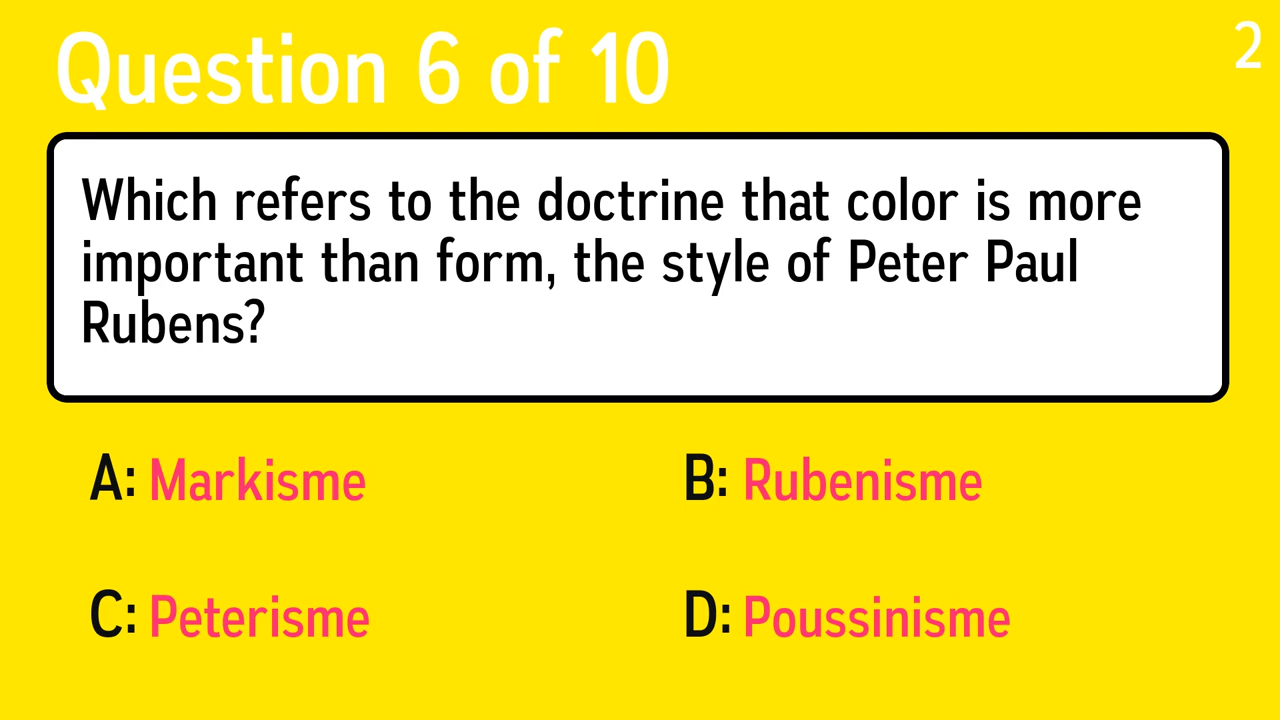 Question 6 of 10
2
Which refers to the doctrine that color is more
important than form, the style of Peter Paul
Rubens?
A: Markisme
B: Rubenisme
C: Peterisme
D: Poussinisme